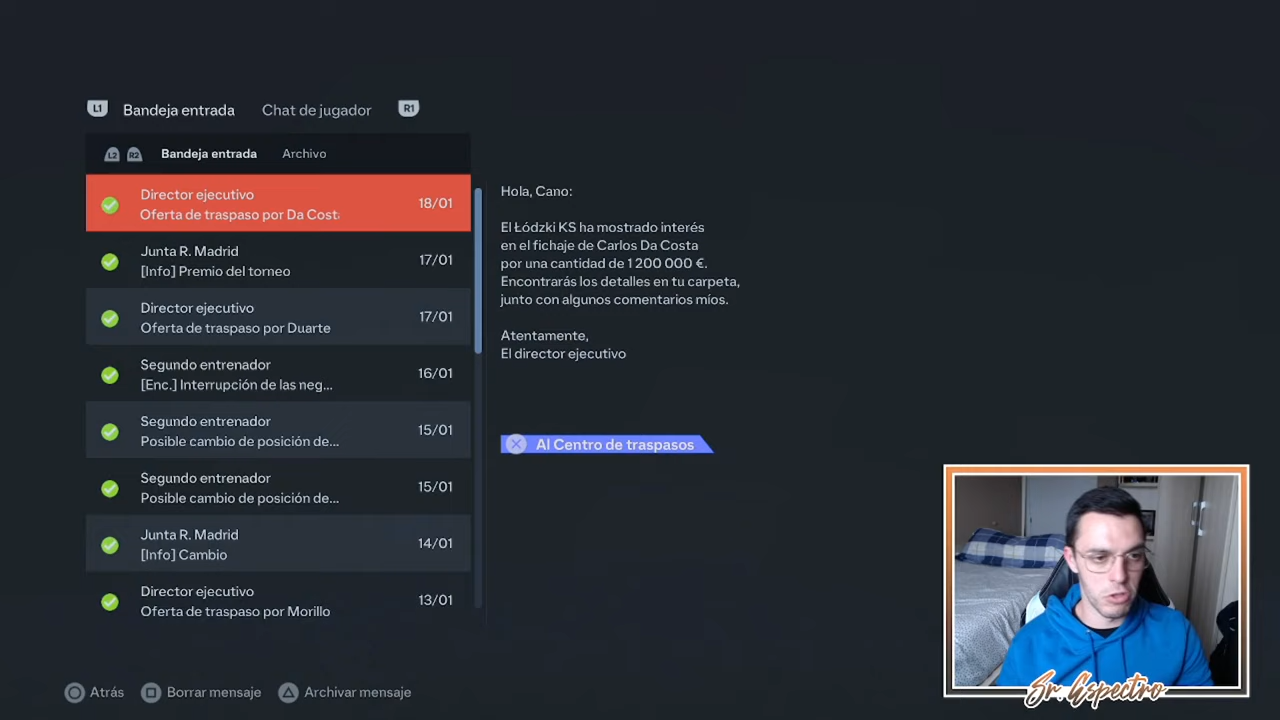 L1 Bandeja entrada Chat de jugador R1
L2 R2 Bandeja entrada Archivo
Director ejecutivo
Oferta de traspaso por Da Costa
18/01
Junta R. Madrid
[Info] Premio del torneo
17/01
Director ejecutivo
Oferta de traspaso por Duarte
17/01
Segundo entrenador
[Enc.] Interrupción de las neg...
16/01
Segundo entrenador
Posible cambio de posición de...
15/01
Segundo entrenador
Posible cambio de posición de...
15/01
Junta R. Madrid
[Info] Cambio
14/01
Director ejecutivo
Oferta de traspaso por Morillo
13/01
Hola, Cano:
El Łódzki KS ha mostrado interés
en el fichaje de Carlos Da Costa
por una cantidad de 1 200 000 €.
Encontrarás los detalles en tu carpeta,
junto con algunos comentarios míos.
Atentamente,
El director ejecutivo
Al Centro de traspasos
Atrás Borrar mensaje Archivar mensaje
Sr. Aspectro